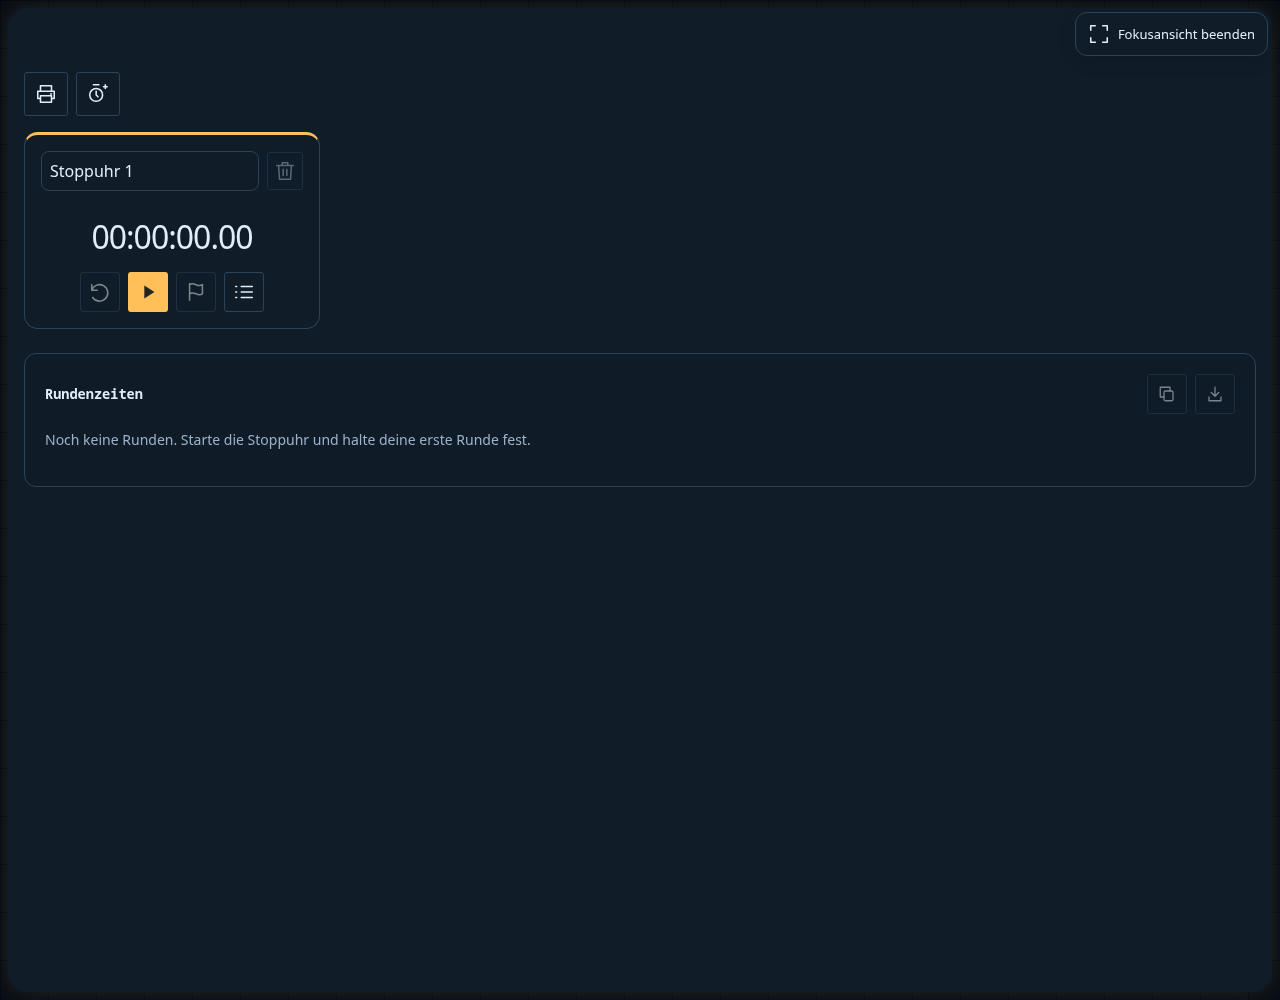 Fokusansicht beenden
Stoppuhr 1
00:00:00.00
Rundenzeiten
Noch keine Runden. Starte die Stoppuhr und halte deine erste Runde fest.